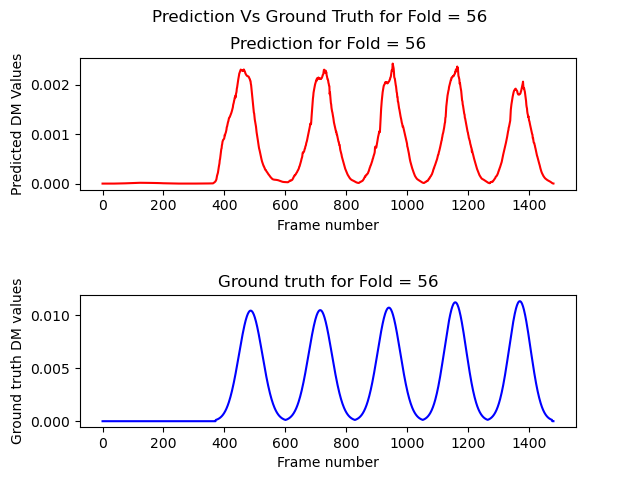 Prediction Vs Ground Truth for Fold = 56
Prediction for Fold = 56
Predicted DM Values
0.002
0.001
0.000
0 200 400 600 800 1000 1200 1400
Frame number
Ground truth for Fold = 56
Ground truth DM values
0.010
0.005
0.000
0 200 400 600 800 1000 1200 1400
Frame number